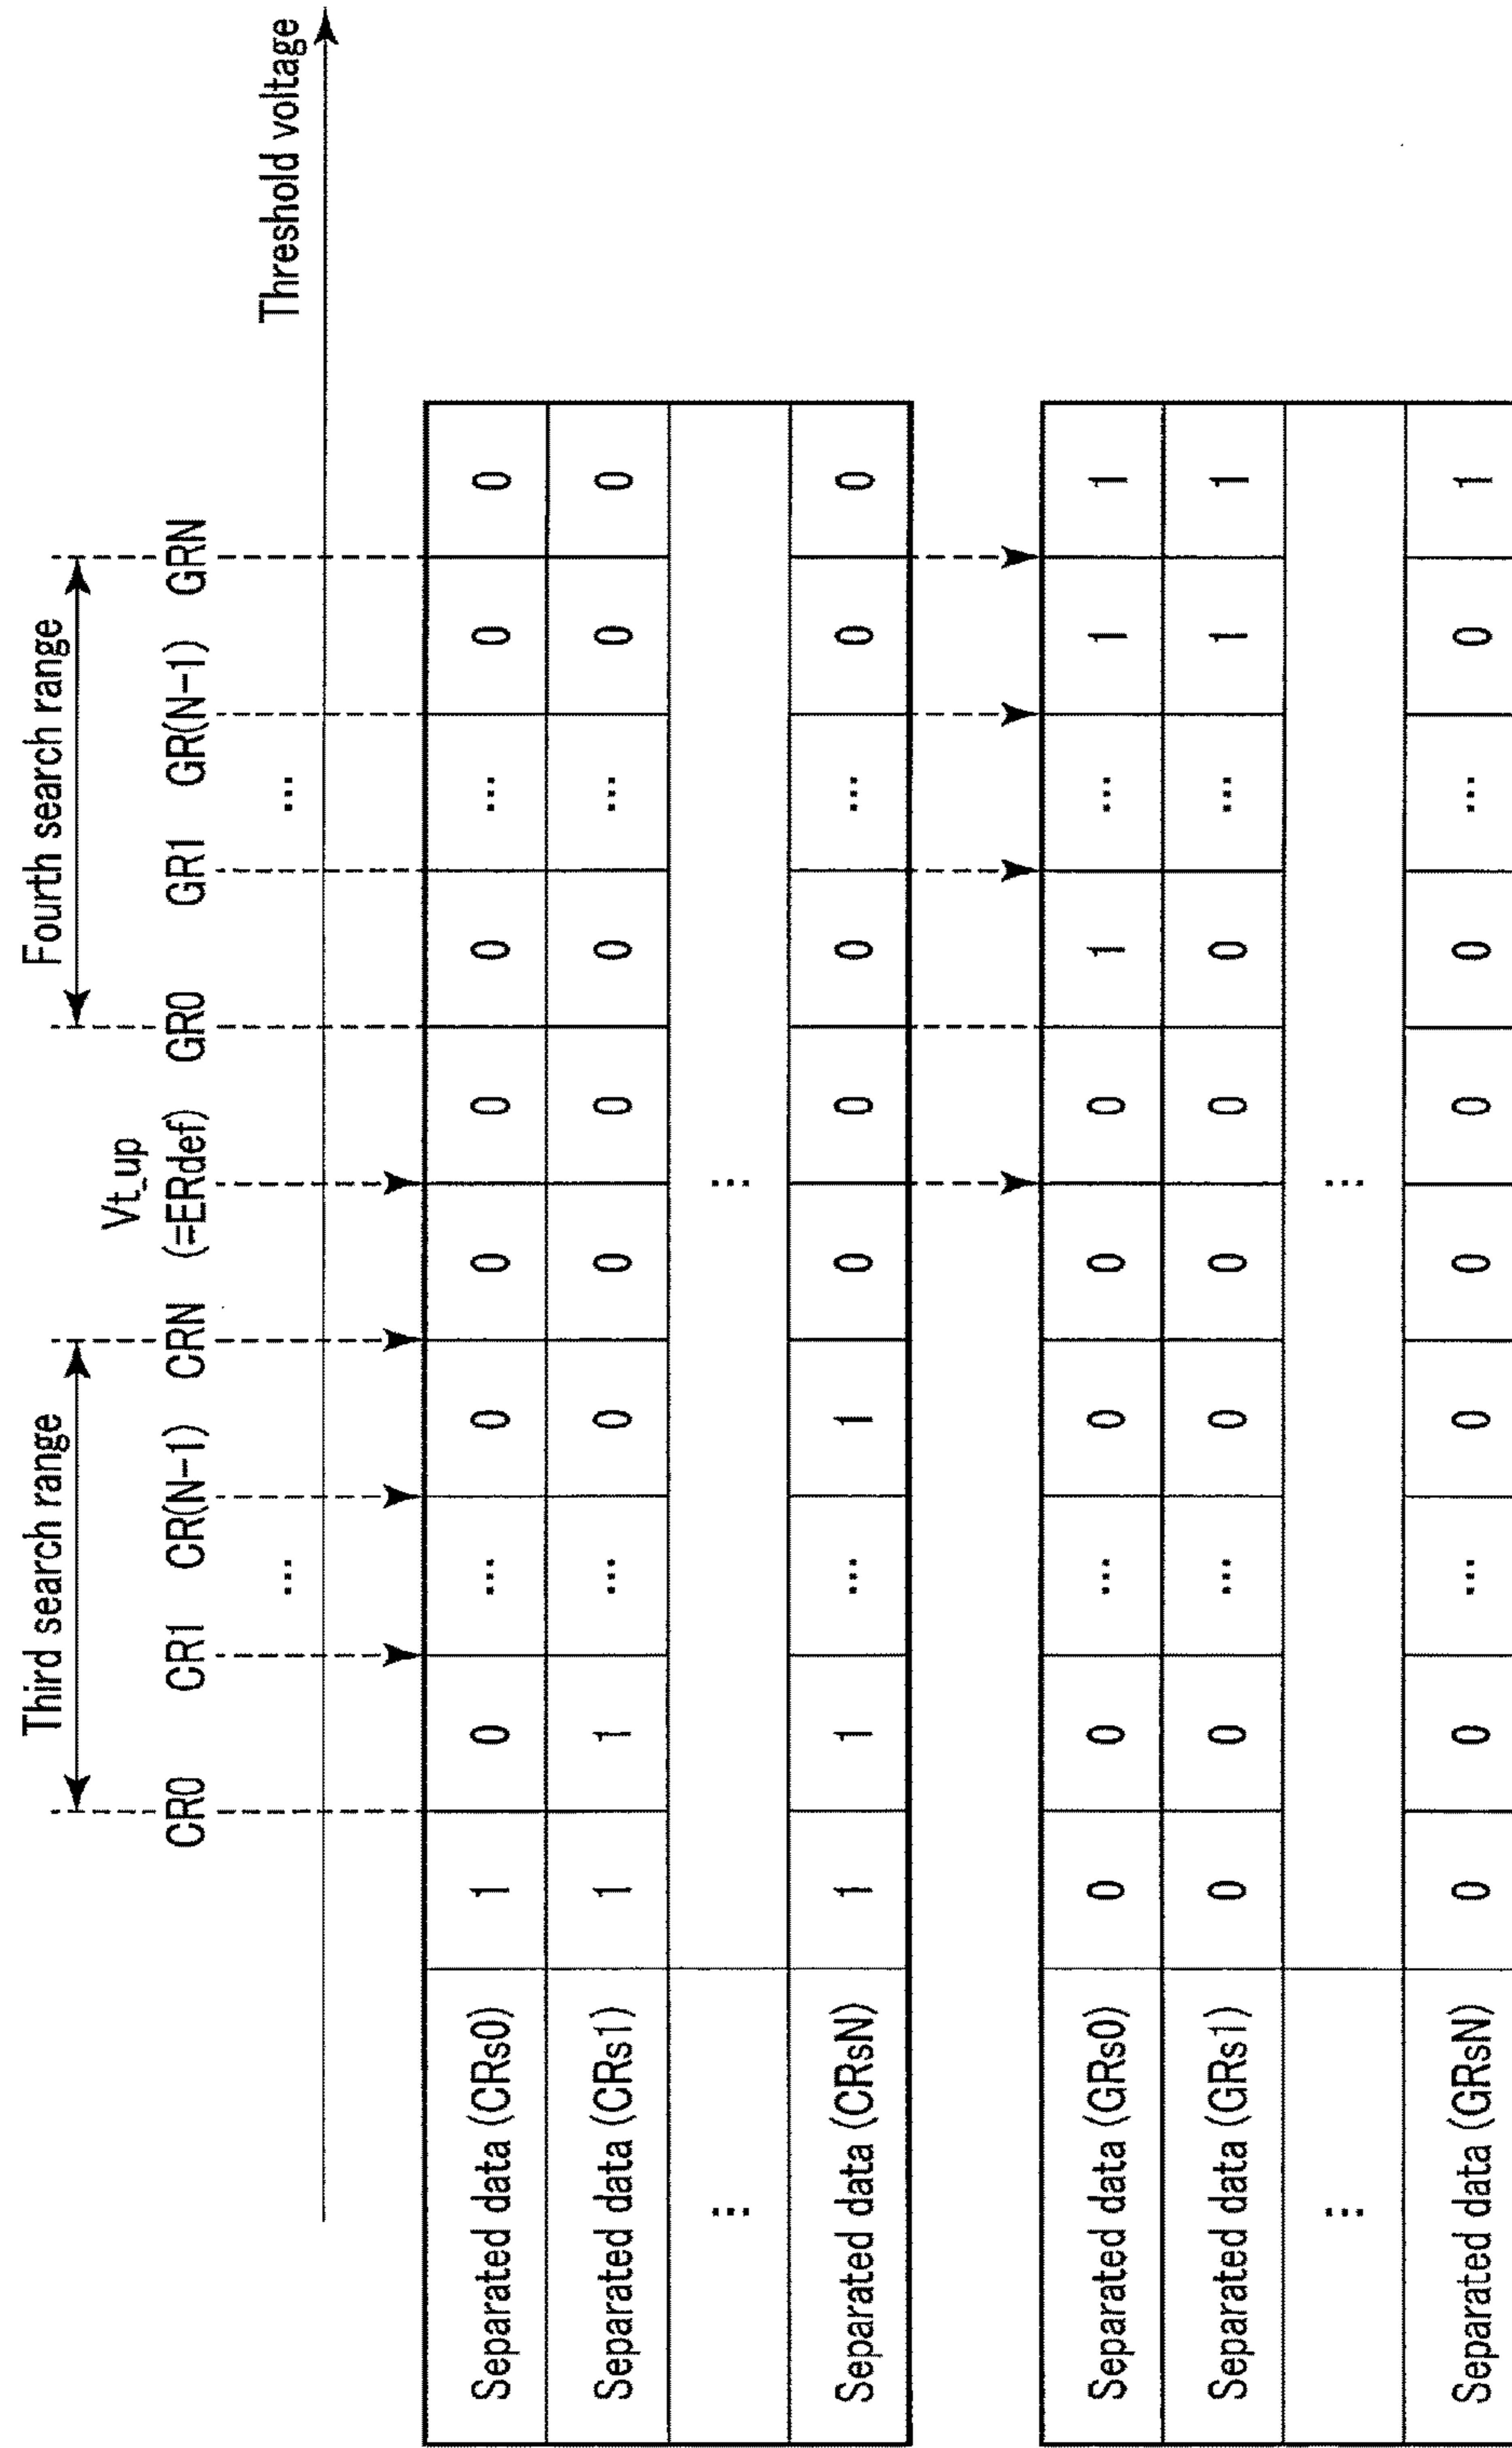 Third search range Fourth search range
Vt_up
CR0 CR1 CR(N-1) CRN (=ERdef) GR0 GR1 GR(N-1) GRN
... ...
Threshold voltage
Separated data (CRs0) 1 0 ... 0 0 0 0 ... 0 0
Separated data (CRs1) 1 1 ... 0 0 0 0 ... 0 0
... ...
Separated data (CRsN) 1 1 ... 1 0 0 0 ... 0 0
Separated data (GRs0) 0 0 ... 0 0 0 1 ... 1 1
Separated data (GRs1) 0 0 ... 0 0 0 0 ... 1 1
... ...
Separated data (GRsN) 0 0 ... 0 0 0 0 ... 0 1